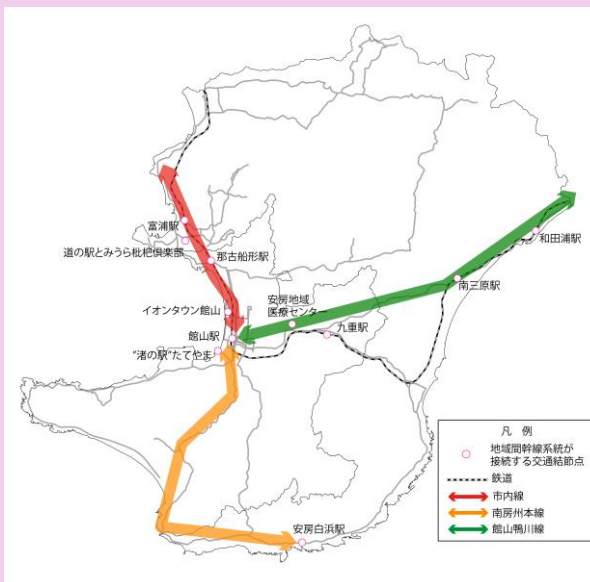 富浦駅
道の駅とみうら枇杷倶楽部
那古船形駅
和田浦駅
南三原駅
安房地域
医療センター
イオンタウン館山
九重駅
館山駅
"渚の駅"たてやま
安房白浜駅
凡 例
地域間幹線系統が
接続する交通結節点
鉄道
市内線
南房州本線
館山鴨川線